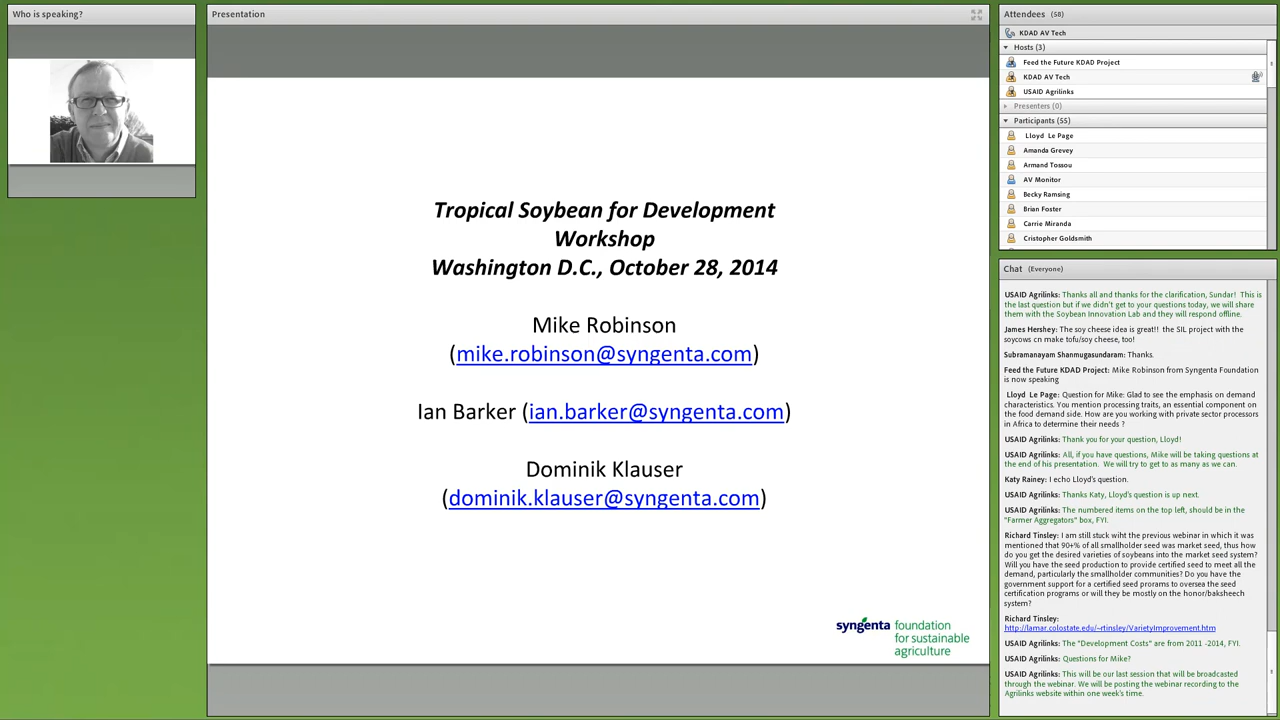 Who is speaking?
Presentation
Tropical Soybean for Development
Workshop
Washington D.C., October 28, 2014
Mike Robinson
(mike.robinson@syngenta.com)
Ian Barker (ian.barker@syngenta.com)
Dominik Klauser
(dominik.klauser@syngenta.com)
syngenta foundation
for sustainable
agriculture
Attendees (58)
KDAD AV Tech
Hosts (3)
Feed the Future KDAD Project
KDAD AV Tech
USAID Agrilinks
Presenters (0)
Participants (55)
Lloyd Le Page
Amanda Grevey
Armand Tossou
AV Monitor
Becky Ramsing
Brian Foster
Carrie Miranda
Cristopher Goldsmith
Chat (Everyone)
USAID Agrilinks: Thanks all and thanks for the clarification, Sundar! This is
the last question but if we didn't get to your questions today, we will share
them with the Soybean Innovation Lab and they will respond offline.
James Hershey: The soy cheese idea is great!! the SIL project with the
soycows cn make tofu/soy cheese, too!
Subramanayam Shanmugasundaram: Thanks.
Feed the Future KDAD Project: Mike Robinson from Syngenta Foundation
is now speaking
Lloyd Le Page: Question for Mike: Glad to see the emphasis on demand
characteristics. You mention processing traits, an essential component on
the food demand side. How are you working with private sector processors
in Africa to determine their needs ?
USAID Agrilinks: Thank you for your question, Lloyd!
USAID Agrilinks: All, if you have questions, Mike will be taking questions at
the end of his presentation. We will try to get to as many as we can.
Katy Rainey: I echo Lloyd's question.
USAID Agrilinks: Thanks Katy, Lloyd's question is up next.
USAID Agrilinks: The numbered items on the top left, should be in the
"Farmer Aggregators" box, FYI.
Richard Tinsley: I am still stuck wiht the previous webinar in which it was
mentioned that 90+% of all smallholder seed was market seed, thus how
do you get the desired varieties of soybeans into the market seed system?
Will you have the seed production to provide certified seed to meet all the
demand, particularly the smallholder communities? Do you have the
government support for a certified seed prorams to oversea the seed
certification programs or will they be mostly on the honor/baksheech
system?
Richard Tinsley:
http://lamar.colostate.edu/~rtinsley/VarietyImprovement.htm
USAID Agrilinks: The "Development Costs" are from 2011 -2014, FYI.
USAID Agrilinks: Questions for Mike?
USAID Agrilinks: This will be our last session that will be broadcasted
through the webinar. We will be posting the webinar recording to the
Agrilinks website within one week's time.